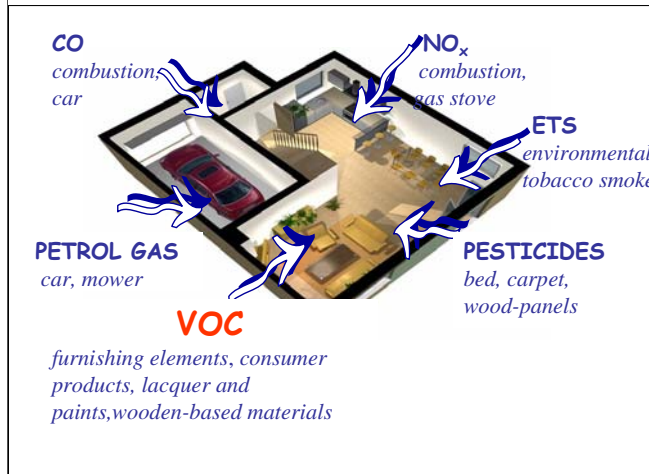 CO
combustion,
car
NOx
combustion,
gas stove
ETS
environmental
tobacco smoke
PETROL GAS
car, mower
PESTICIDES
bed, carpet,
wood-panels
VOC
furnishing elements, consumer
products, lacquer and
paints,wooden-based materials